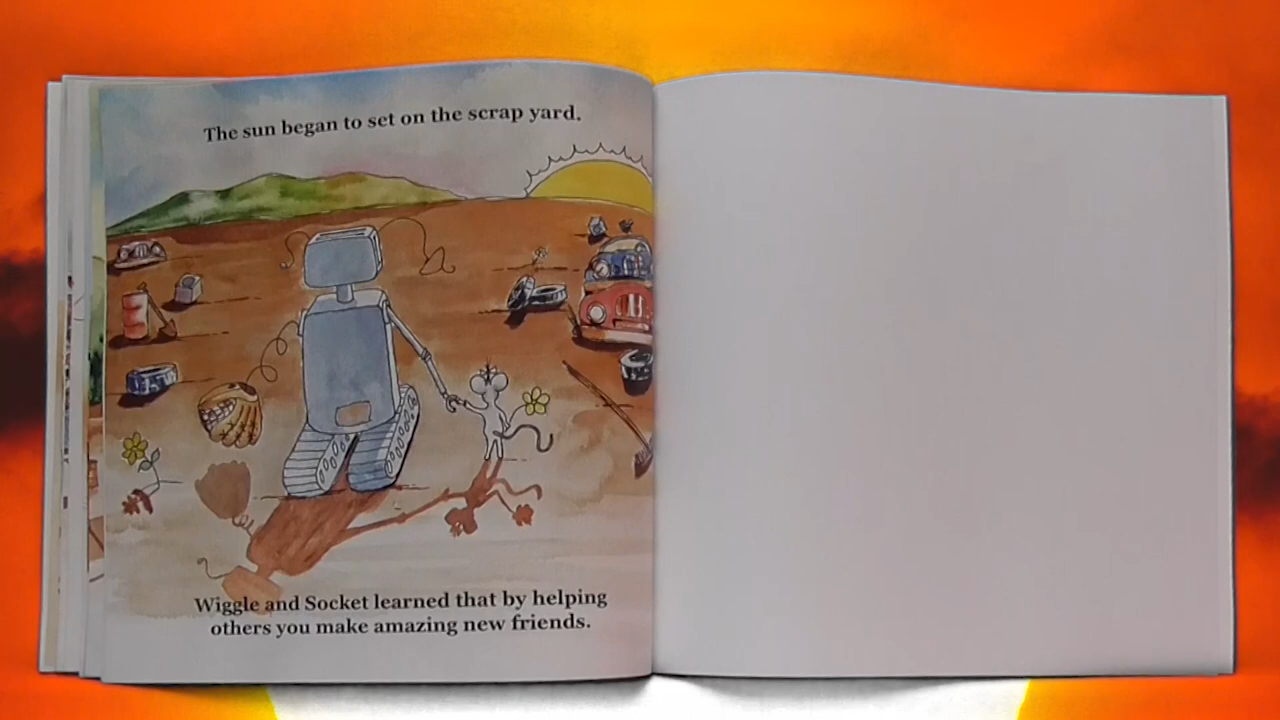 The sun began to set on the scrap yard.
Wiggle and Socket learned that by helping
others you make amazing new friends.